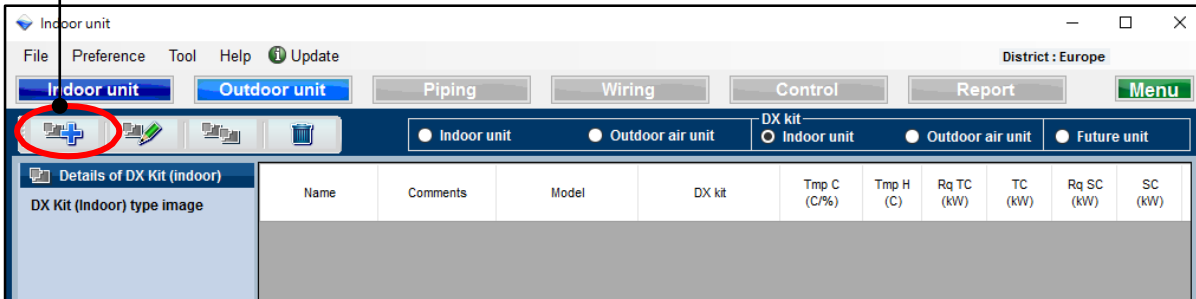 Indoor unit
File Preference Tool Help Update District : Europe
Indoor unit Outdoor unit Piping Wiring Control Report Menu
DX kit
Indoor unit Outdoor air unit Indoor unit Outdoor air unit Future unit
Details of DX Kit (indoor)
DX Kit (Indoor) type image
Name Comments Model DX kit Tmp C Tmp H Rq TC TC Rq SC SC
(C/%) (C) (kW) (kW) (kW) (kW)